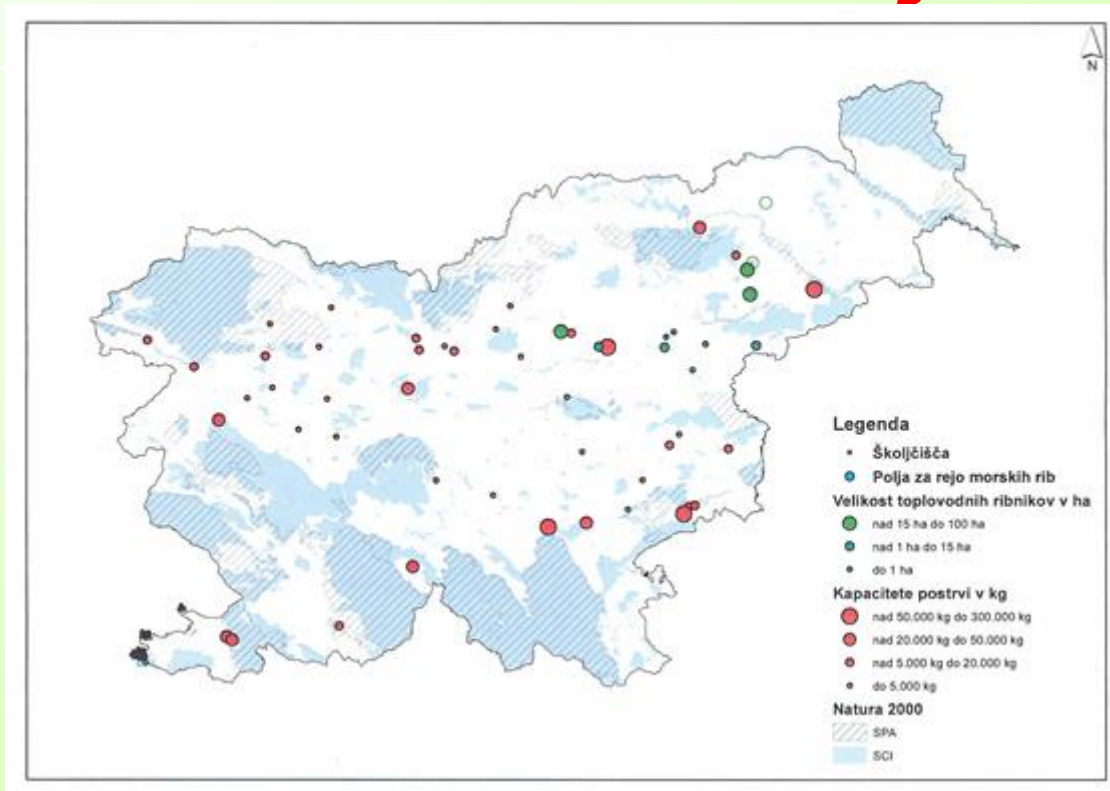 N
Legenda
Školjčišča
Polja za rejo morskih rib
Velikost toplovodnih ribnikov v ha
nad 15 ha do 100 ha
nad 1 ha do 15 ha
do 1 ha
Kapacitete postrvi v kg
nad 50.000 kg do 300.000 kg
nad 20.000 kg do 50.000 kg
nad 5.000 kg do 20.000 kg
do 5.000 kg
Natura 2000
SPA
SCI